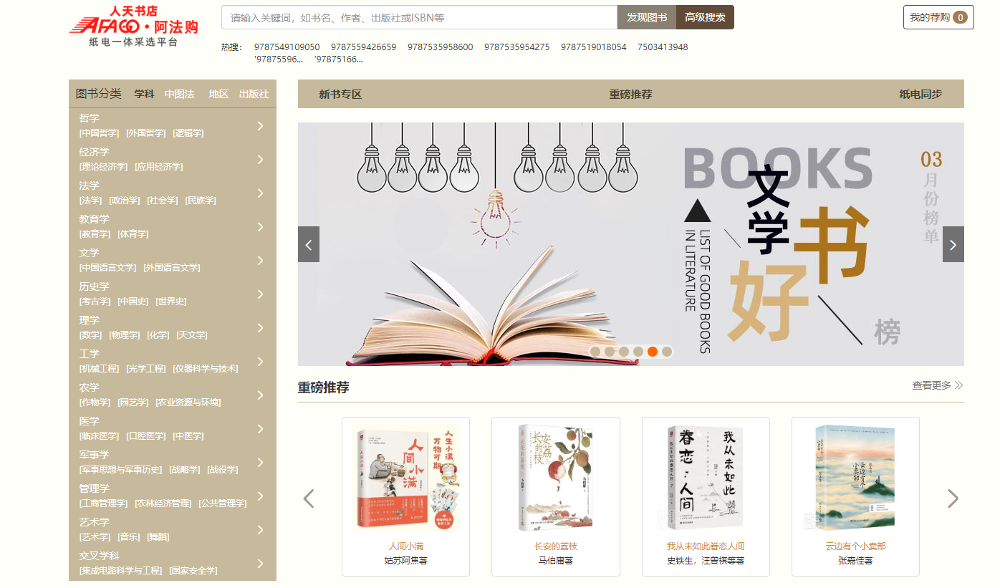 人天书店
AFAGO·阿法购
纸电一体采选平台
请输入关键词，如书名、作者、出版社或ISBN等
发现图书
高级搜索
我的荐购 0
热搜： 9787549109050 9787559426659 9787535958600 9787535954275 9787519018054 7503413948
'97875596... '97875166...
图书分类 学科 中图法 地区 出版社
哲学
[中国哲学] [外国哲学] [逻辑学]
经济学
[理论经济学] [应用经济学]
法学
[法学] [政治学] [社会学] [民族学]
教育学
[教育学] [体育学]
文学
[中国语言文学] [外国语言文学]
历史学
[考古学] [中国史] [世界史]
理学
[数学] [物理学] [化学] [天文学]
工学
[机械工程] [光学工程] [仪器科学与技术]
农学
[作物学] [园艺学] [农业资源与环境]
医学
[临床医学] [口腔医学] [中医学]
军事学
[军事思想与军事历史] [战略学] [战役学]
管理学
[工商管理学] [农林经济管理] [公共管理学]
艺术学
[艺术学] [音乐] [舞蹈]
交叉学科
[集成电路科学与工程] [国家安全学]
新书专区 重磅推荐 纸电同步
BOOKS
文学
好书
榜
LIST OF GOOD BOOKS
IN LITERATURE
03
月份榜单
重磅推荐
查看更多
人间小满
人生小满
万物可期
长安的荔枝
马伯庸
我从未如此
眷恋人间
云边有个
小卖部
人间小满
姑苏阿焦著
长安的荔枝
马伯庸著
我从未如此眷恋人间
史铁生，汪曾祺等著
云边有个小卖部
张嘉佳著